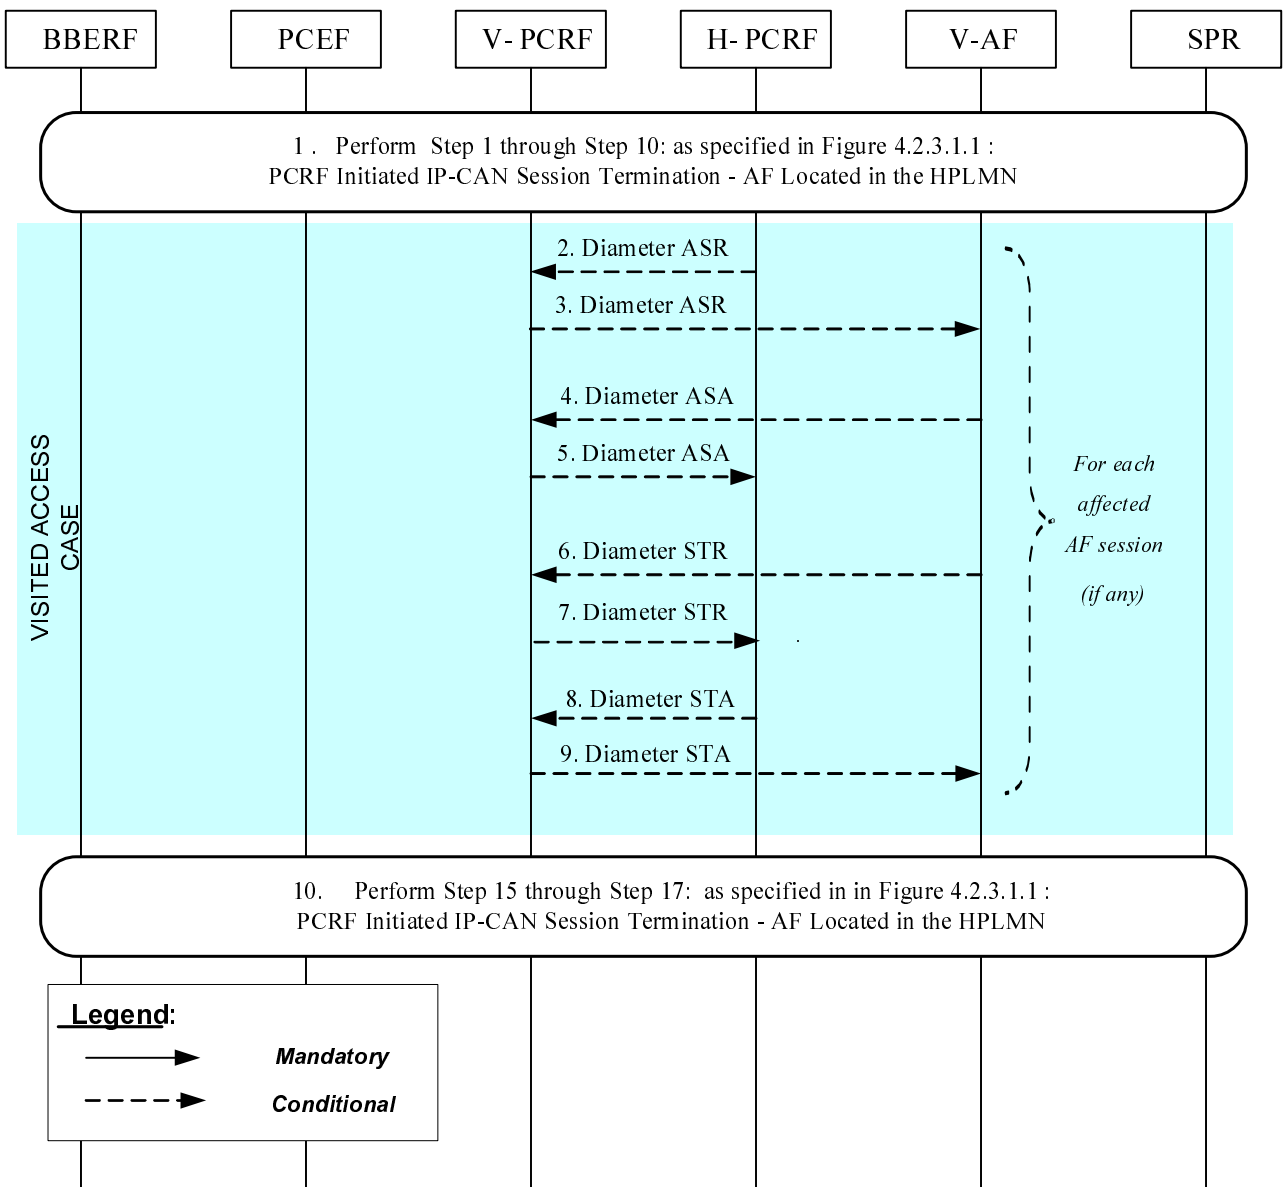 BBERF
PCEF
V- PCRF
H- PCRF
V-AF
SPR
1 . Perform Step 1 through Step 10: as specified in Figure 4.2.3.1.1 :
PCRF Initiated IP-CAN Session Termination - AF Located in the HPLMN
2. Diameter ASR
3. Diameter ASR
4. Diameter ASA
5. Diameter ASA
6. Diameter STR
7. Diameter STR
8. Diameter STA
9. Diameter STA
VISITED ACCESS
CASE
For each
affected
AF session
(if any)
10. Perform Step 15 through Step 17: as specified in in Figure 4.2.3.1.1 :
PCRF Initiated IP-CAN Session Termination - AF Located in the HPLMN
Legend:
Mandatory
Conditional